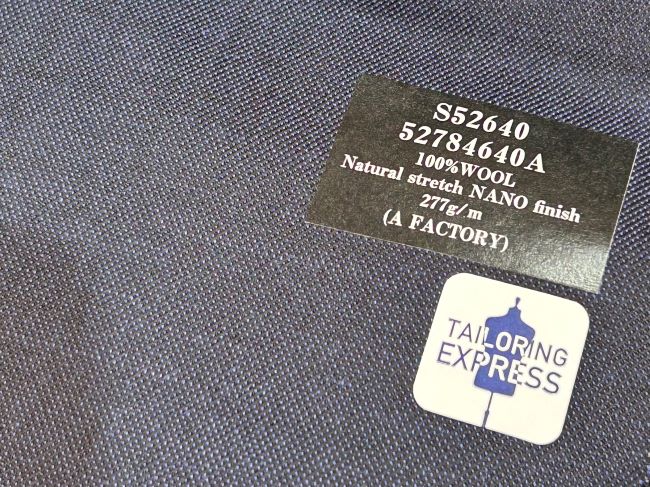 S52640
52784640A
100%WOOL
Natural stretch NANO finish
277g/m
(A FACTORY)
TAILORING
EXPRESS